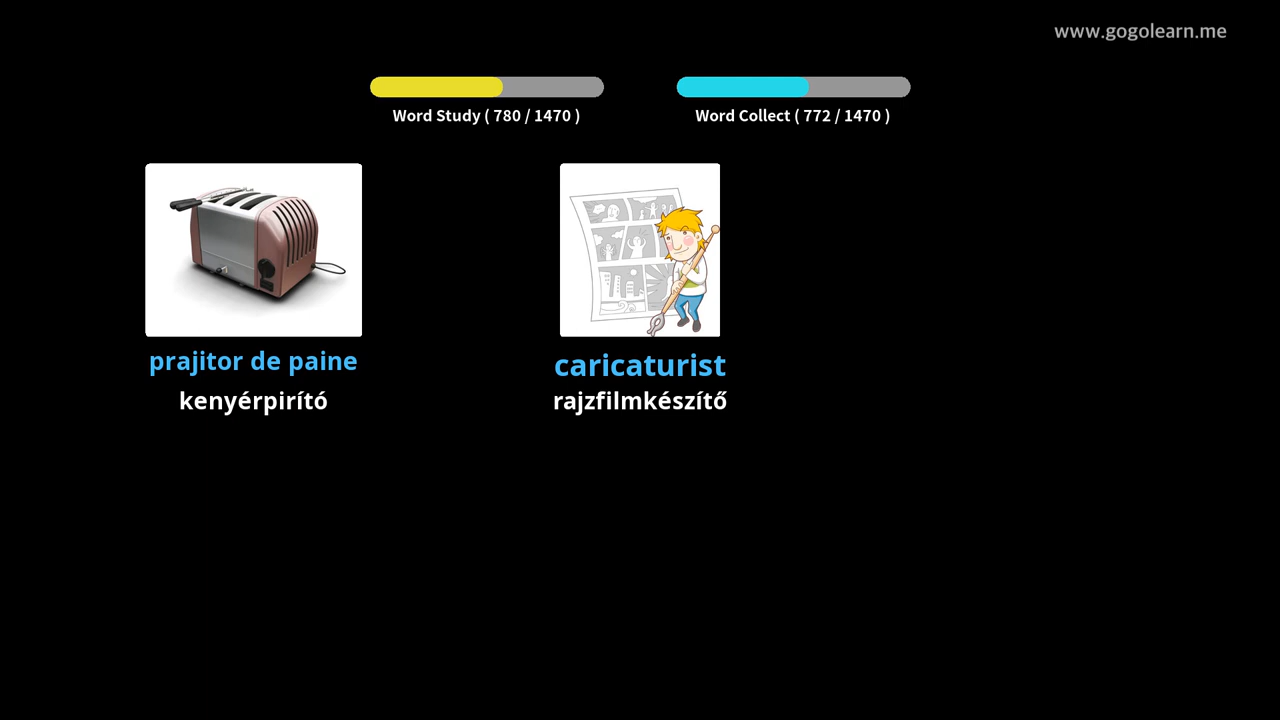 www.gogolearn.me
Word Study ( 780 / 1470 )
Word Collect ( 772 / 1470 )
prajitor de paine
kenyérpirító
caricaturist
rajzfilmkészítő